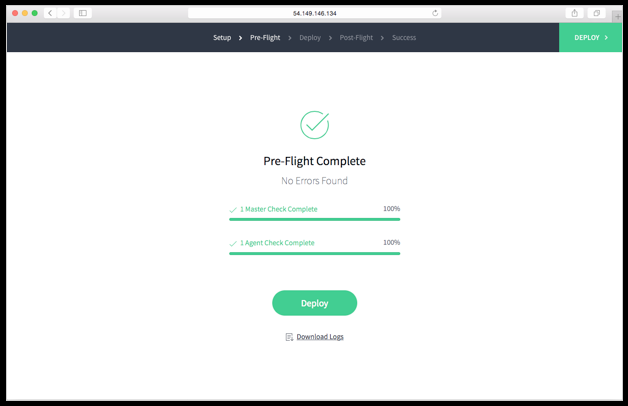 54.149.146.134
Setup > Pre-Flight > Deploy > Post-Flight > Success
DEPLOY >
Pre-Flight Complete
No Errors Found
1 Master Check Complete 100%
1 Agent Check Complete 100%
Deploy
Download Logs